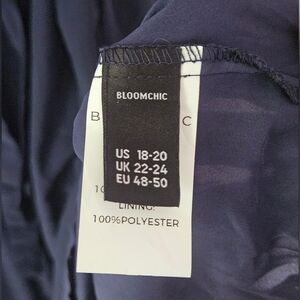 BLOOMCHIC
B C
US 18-20
UK 22-24
EU 48-50
LINING:
100%POLYESTER